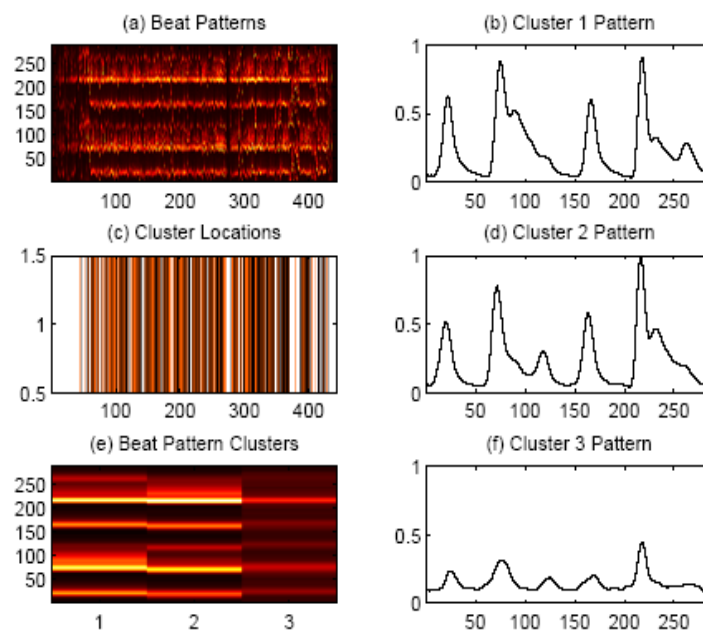 (a) Beat Patterns
250
200
150
100
50
100 200 300 400
(b) Cluster 1 Pattern
1
0.5
0
50 100 150 200 250
(c) Cluster Locations
1.5
1
0.5
100 200 300 400
(d) Cluster 2 Pattern
1
0.5
0
50 100 150 200 250
(e) Beat Pattern Clusters
250
200
150
100
50
1 2 3
(f) Cluster 3 Pattern
1
0.5
0
50 100 150 200 250